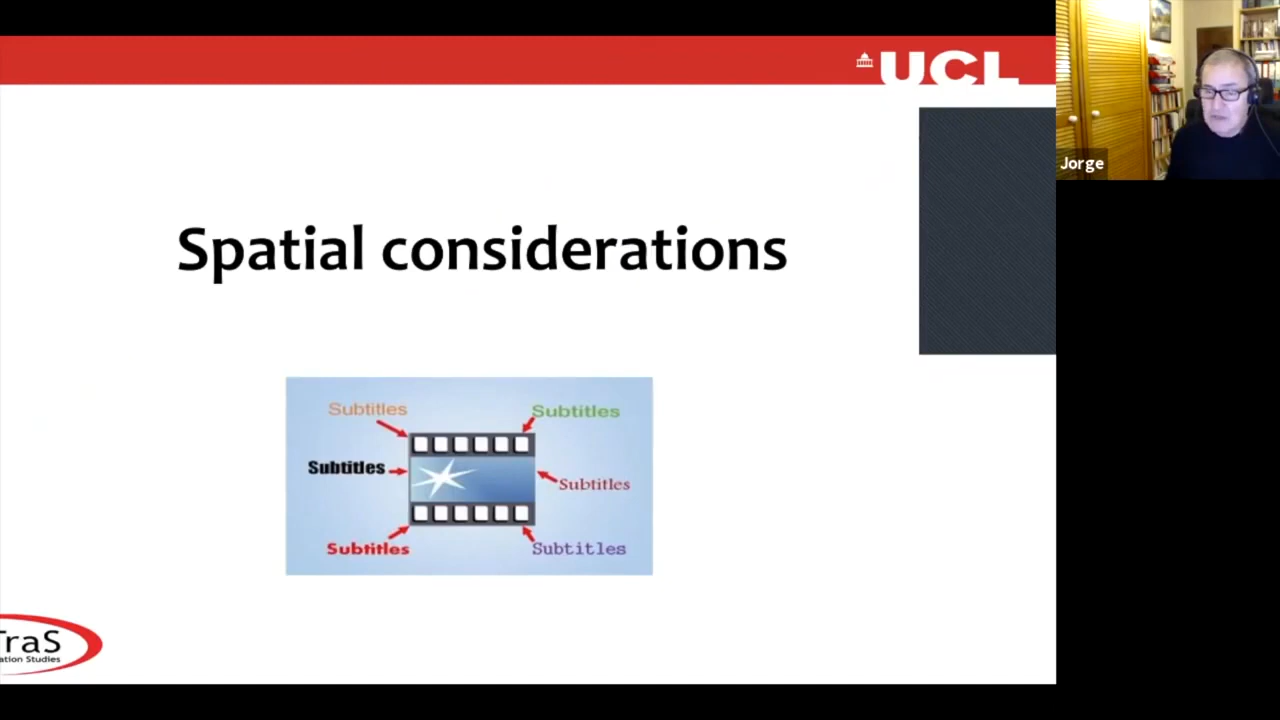 UCL
Jorge
Spatial considerations
Subtitles
Subtitles
Subtitles
Subtitles
Subtitles
Subtitles
TraS
ation Studies